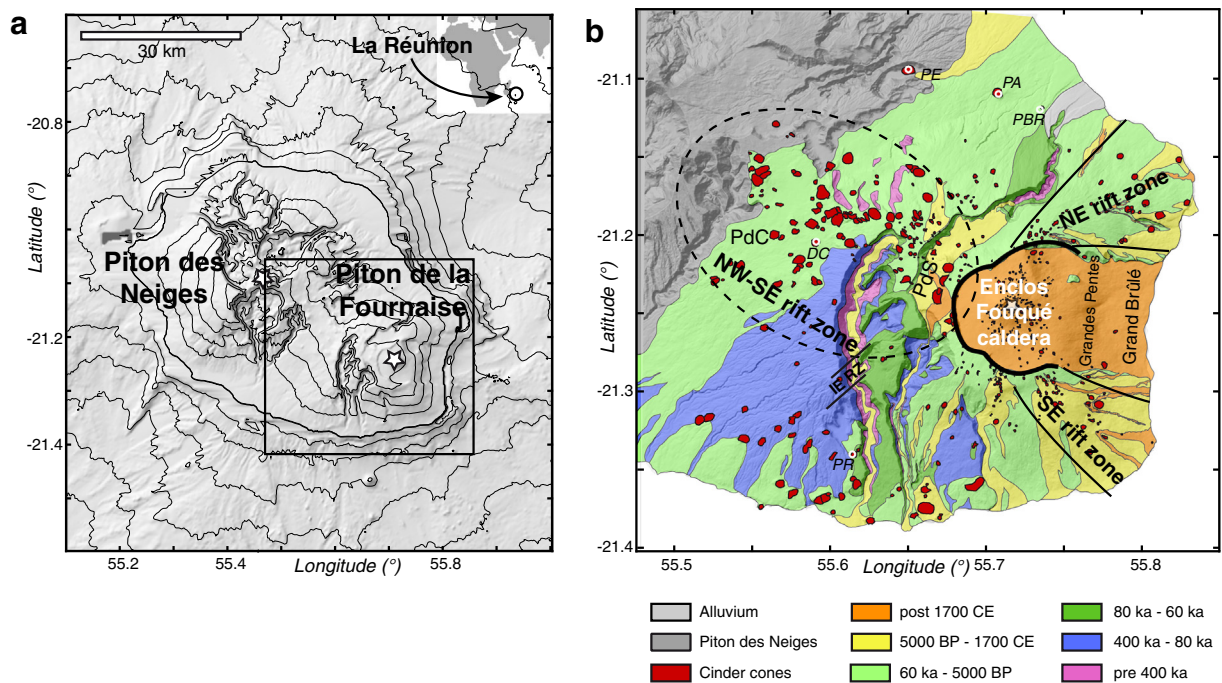 a
30 km
La Réunion
-20.8
Latitude (°)
-21.2
-21.4
Piton des
Neiges
Piton de la
Fournaise
55.2
55.4
Longitude (°)
55.8
b
-21.1
-21.2
Latitude (°)
-21.3
-21.4
PE
PA
PBR
NE rift zone
PdC
DC
PdS
NW-SE rift zone
Enclos
Fouqué
caldera
Grandes Pentes
Grand Brûlé
IE RZ
SE rift zone
PR
55.5
55.6
Longitude (°)
55.7
55.8
Alluvium
Piton des Neiges
Cinder cones
post 1700 CE
5000 BP - 1700 CE
60 ka - 5000 BP
80 ka - 60 ka
400 ka - 80 ka
pre 400 ka